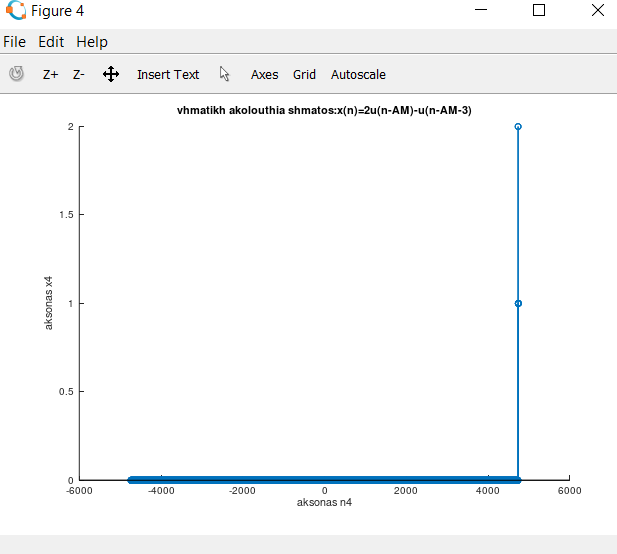 Figure 4
File Edit Help
Z+ Z- Insert Text Axes Grid Autoscale
vhmatikh akolouthia shmatos:x(n)=2u(n-AM)-u(n-AM-3)
2
1.5
1
0.5
0
aksonas x4
-6000 -4000 -2000 0 2000 4000 6000
aksonas n4